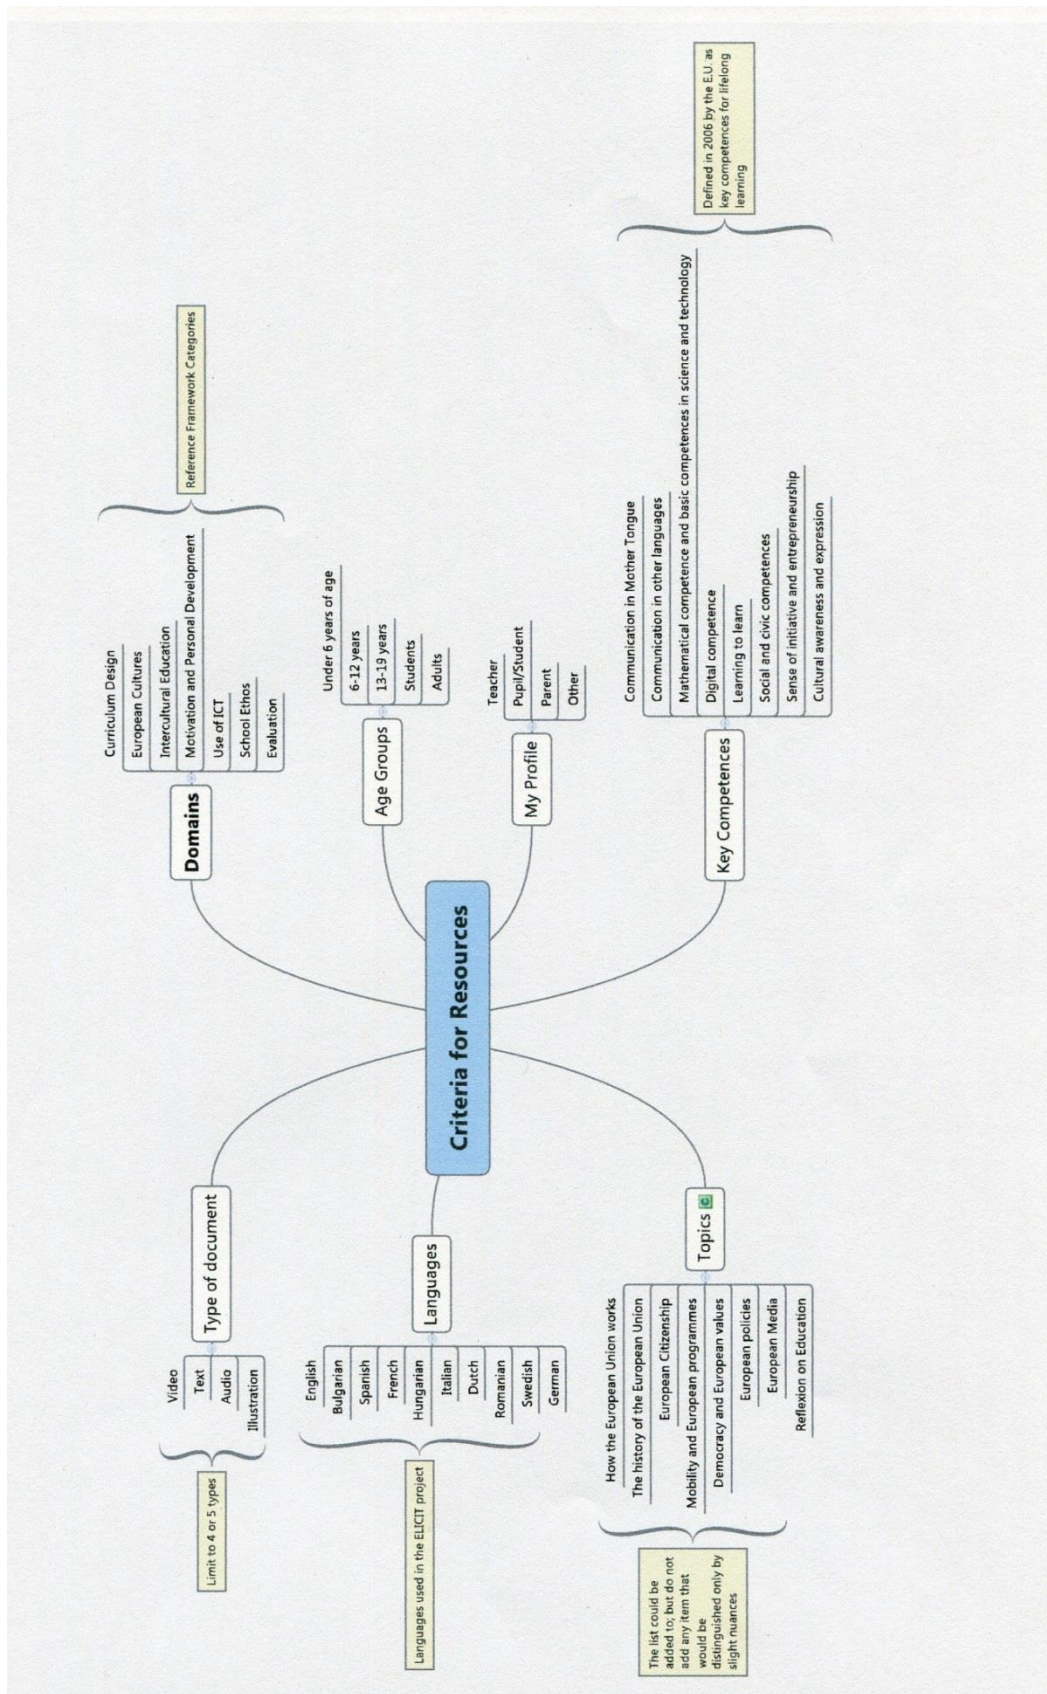 Criteria for Resources
Type of document
Video
Text
Audio
Illustration
Limit to 4 or 5 types
Languages
English
Bulgarian
Spanish
French
Hungarian
Italian
Dutch
Romanian
Swedish
German
Languages used in the ELICIT project
Topics
How the European Union works
The history of the European Union
European Citizenship
Mobility and European programmes
Democracy and European values
European policies
European Media
Reflexion on Education
The list could be
added to; but do not
add any item that
would be
distinguished only by
slight nuances
Domains
Curriculum Design
European Cultures
Intercultural Education
Motivation and Personal Development
Use of ICT
School Ethos
Evaluation
Reference Framework Categories
Age Groups
Under 6 years of age
6-12 years
13-19 years
Students
Adults
My Profile
Teacher
Pupil/Student
Parent
Other
Key Competences
Communication in Mother Tongue
Communication in other languages
Mathematical competence and basic competences in science and technology
Digital competence
Learning to learn
Social and civic competences
Sense of initiative and entrepreneurship
Cultural awareness and expression
Defined in 2006 by the E.U. as
key competences for lifelong
learning